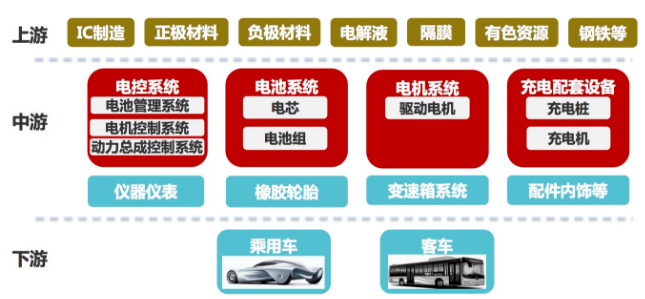 上游
IC制造
正极材料
负极材料
电解液
隔膜
有色资源
钢铁等
中游
电控系统
电池管理系统
电机控制系统
动力总成控制系统
电池系统
电芯
电池组
电机系统
驱动电机
充电配套设备
充电桩
充电机
仪器仪表
橡胶轮胎
变速箱系统
配件内饰等
下游
乘用车
客车